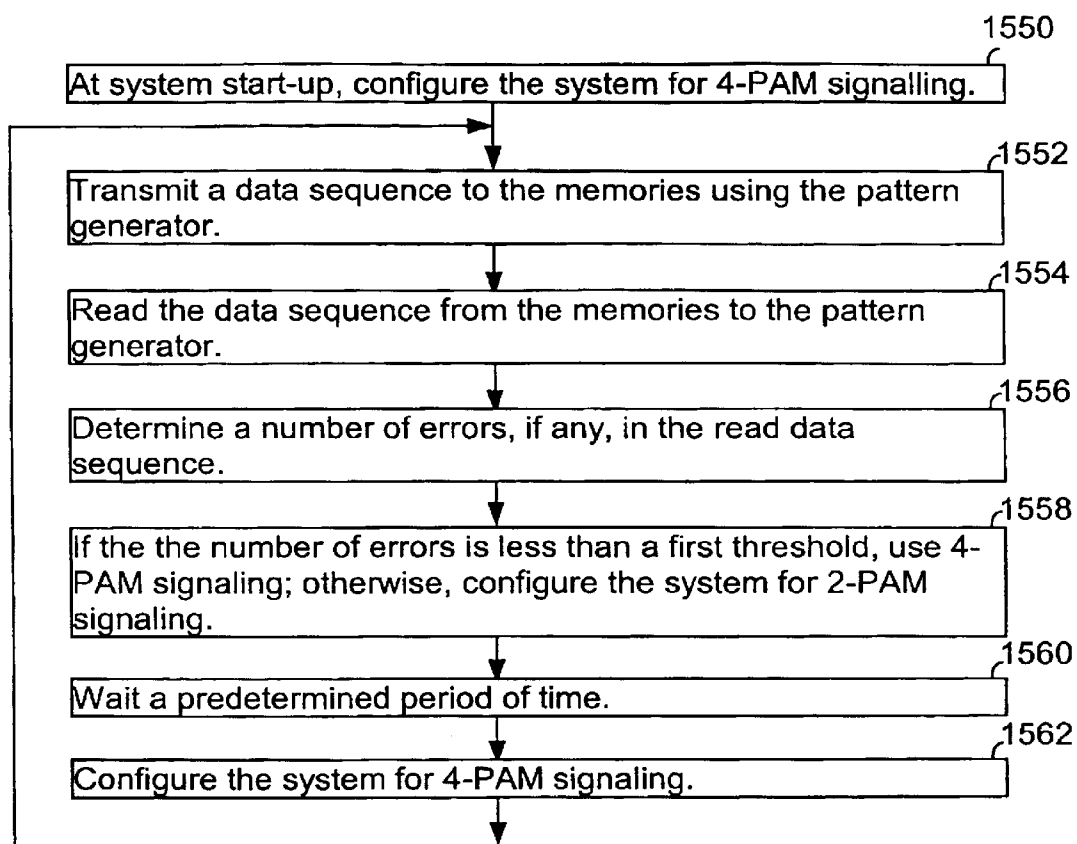 1550
At system start-up, configure the system for 4-PAM signalling.
1552
Transmit a data sequence to the memories using the pattern
generator.
1554
Read the data sequence from the memories to the pattern
generator.
1556
Determine a number of errors, if any, in the read data
sequence.
1558
If the the number of errors is less than a first threshold, use 4-
PAM signaling; otherwise, configure the system for 2-PAM
signaling.
1560
Wait a predetermined period of time.
1562
Configure the system for 4-PAM signaling.